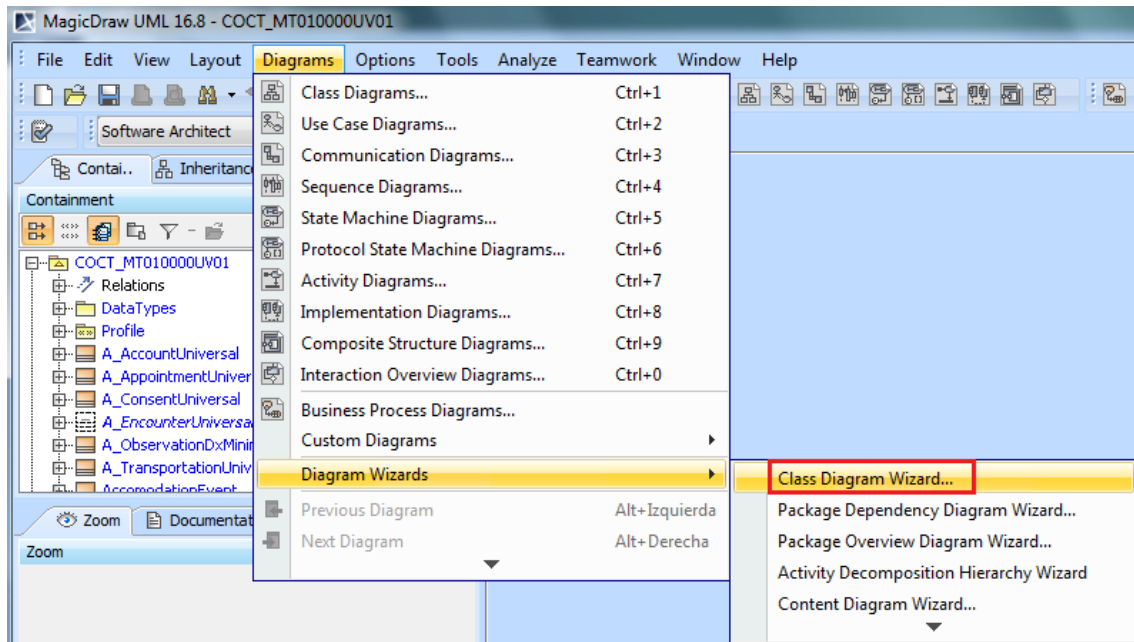 MagicDraw UML 16.8 - COCT_MT010000UV01
File Edit View Layout Diagrams Options Tools Analyze Teamwork Window Help
Software Architect
Contai.. Inheritanc
Containment
COCT_MT010000UV01
Relations
DataTypes
Profile
A_AccountUniversal
A_AppointmentUniver
A_ConsentUniversal
A_EncounterUniversa
A_ObservationDxMinim
A_TransportationUniv
AccomodationEvent
Zoom Documentat
Zoom
Class Diagrams... Ctrl+1
Use Case Diagrams... Ctrl+2
Communication Diagrams... Ctrl+3
Sequence Diagrams... Ctrl+4
State Machine Diagrams... Ctrl+5
Protocol State Machine Diagrams... Ctrl+6
Activity Diagrams... Ctrl+7
Implementation Diagrams... Ctrl+8
Composite Structure Diagrams... Ctrl+9
Interaction Overview Diagrams... Ctrl+0
Business Process Diagrams...
Custom Diagrams
Diagram Wizards
Previous Diagram Alt+Izquierda
Next Diagram Alt+Derecha
Class Diagram Wizard...
Package Dependency Diagram Wizard...
Package Overview Diagram Wizard...
Activity Decomposition Hierarchy Wizard
Content Diagram Wizard...